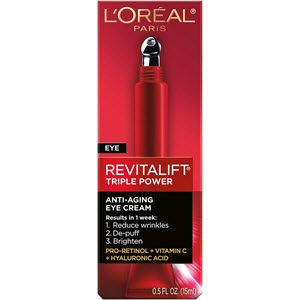 L'ORÉAL
PARIS
EYE
REVITALIFT®
TRIPLE POWER
ANTI-AGING
EYE CREAM
Results in 1 week:
1. Reduce wrinkles
2. De-puff
3. Brighten
PRO-RETINOL + VITAMIN C
+ HYALURONIC ACID
0.5 FL. OZ. (15ml)